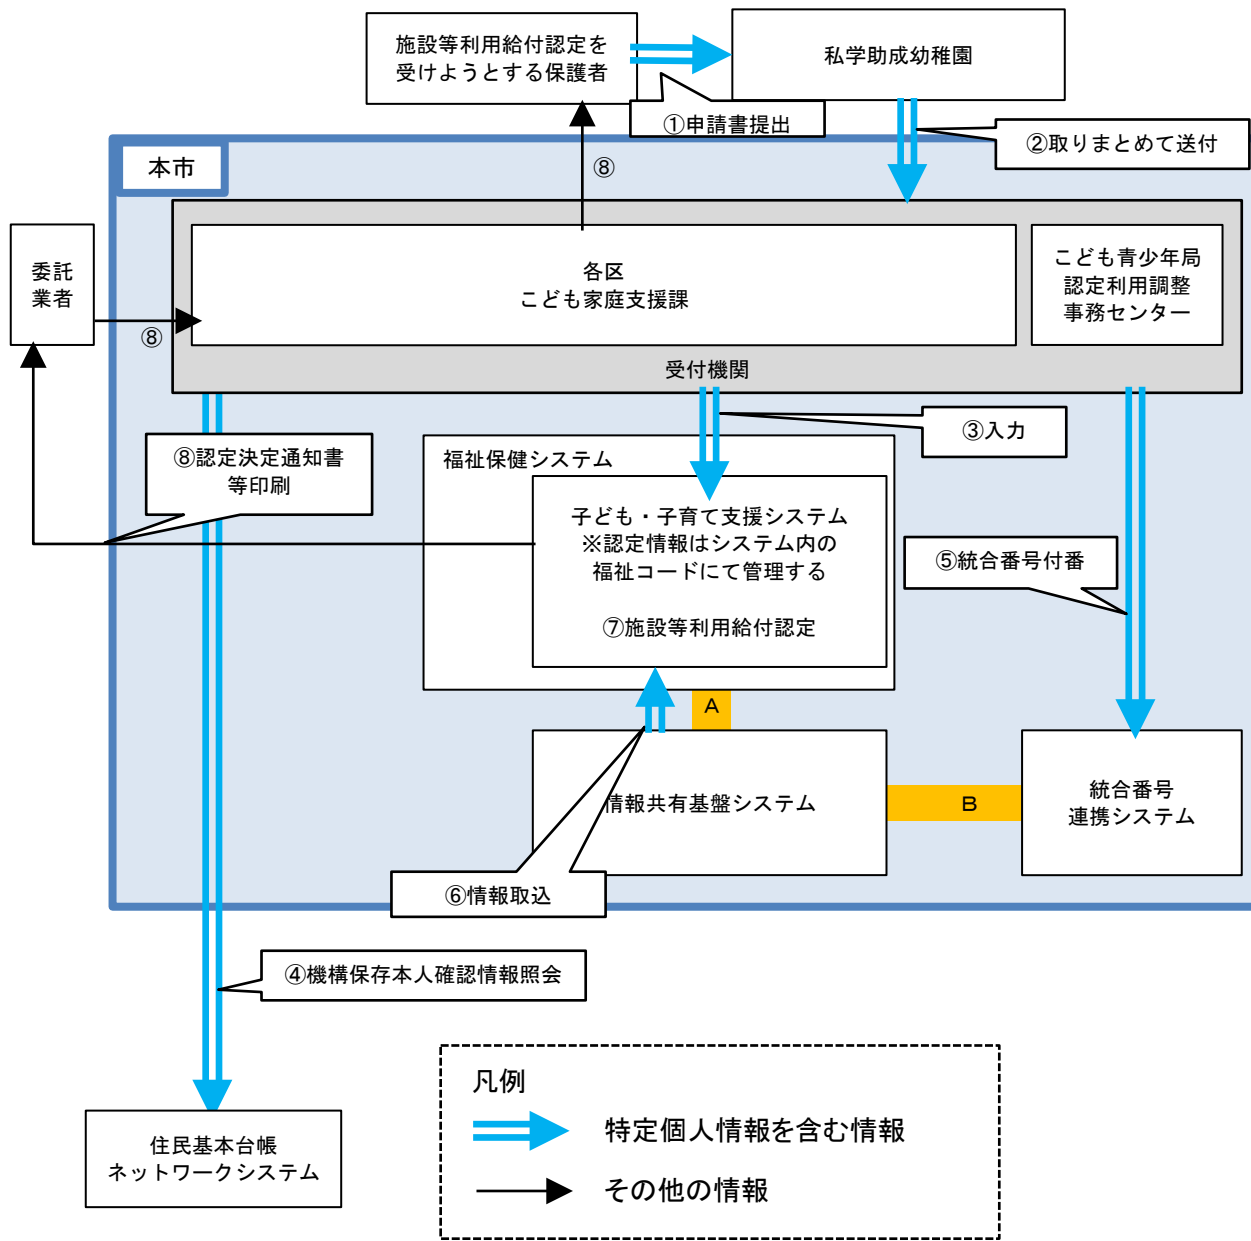 施設等利用給付認定を
受けようとする保護者
私学助成幼稚園
①申請書提出
②取りまとめて送付
本市
⑧
委託
業者
各区
こども家庭支援課
こども青少年局
認定利用調整
事務センター
⑧
受付機関
③入力
⑧認定決定通知書
等印刷
福祉保健システム
子ども・子育て支援システム
※認定情報はシステム内の
福祉コードにて管理する
⑦施設等利用給付認定
⑤統合番号付番
A
情報共有基盤システム
B
統合番号
連携システム
⑥情報取込
④機構保存本人確認情報照会
住民基本台帳
ネットワークシステム
凡例
特定個人情報を含む情報
その他の情報